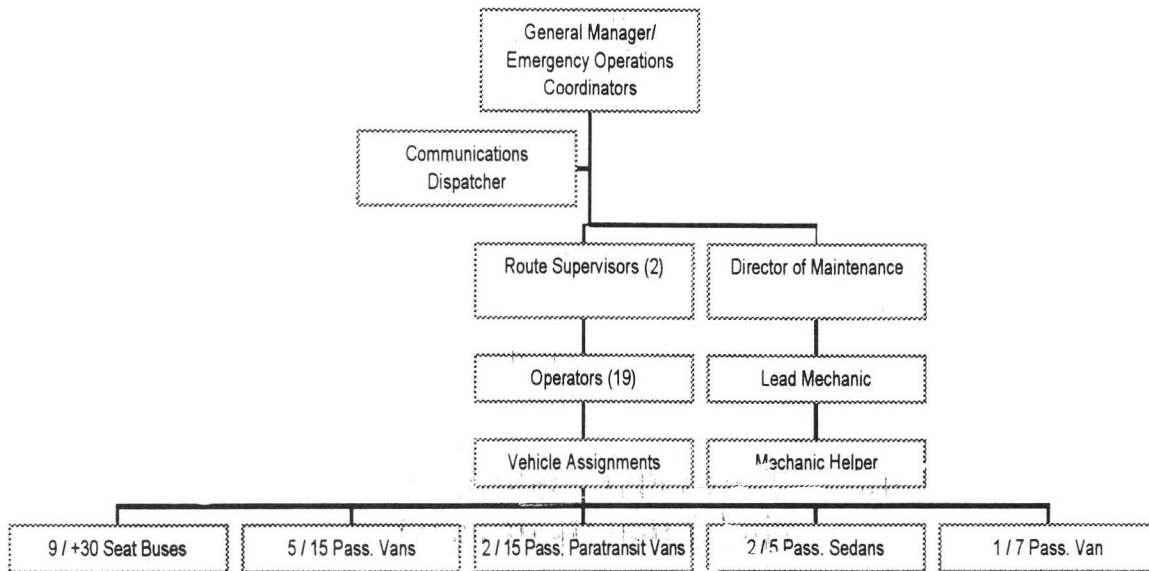 General Manager/
Emergency Operations
Coordinators
Communications
Dispatcher
Route Supervisors (2)
Director of Maintenance
Operators (19)
Lead Mechanic
Vehicle Assignments
Mechanic Helper
9 / +30 Seat Buses
5 / 15 Pass. Vans
2 / 15 Pass. Paratransit Vans
2 / 5 Pass. Sedans
1 / 7 Pass. Van